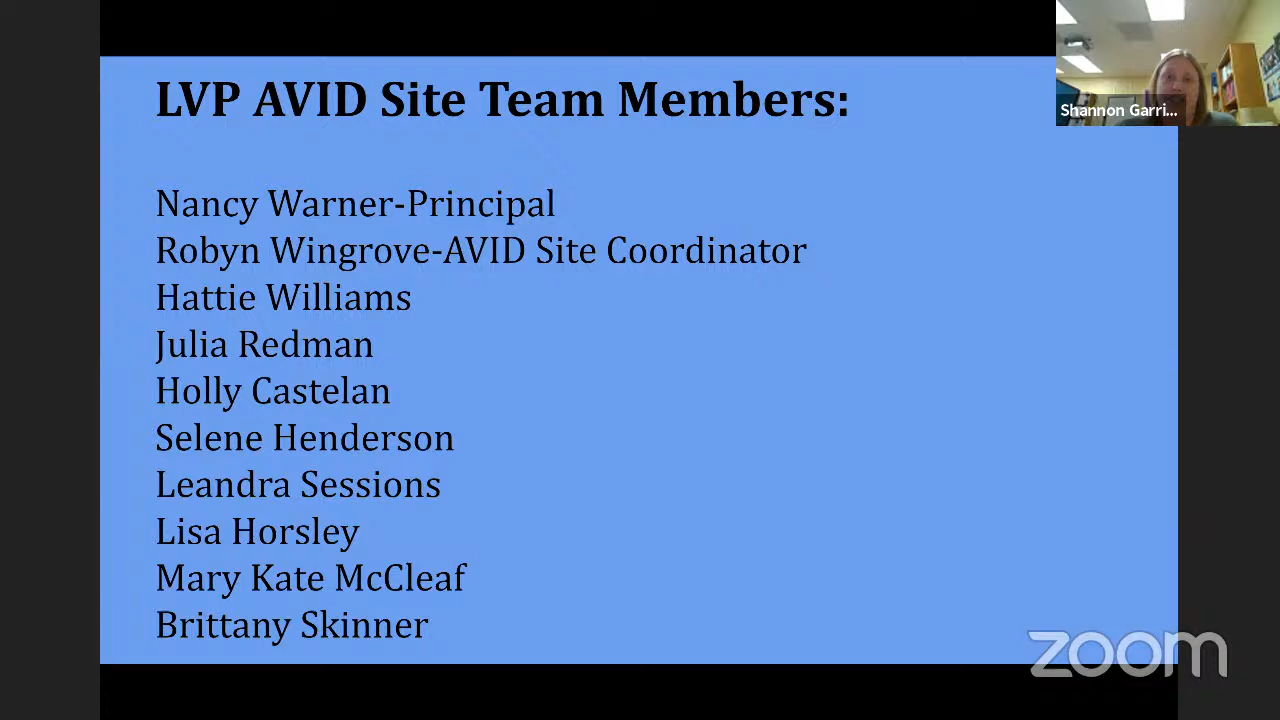 LVP AVID Site Team Members:
Shannon Garri...
Nancy Warner-Principal
Robyn Wingrove-AVID Site Coordinator
Hattie Williams
Julia Redman
Holly Castelan
Selene Henderson
Leandra Sessions
Lisa Horsley
Mary Kate McCleaf
Brittany Skinner
zoom